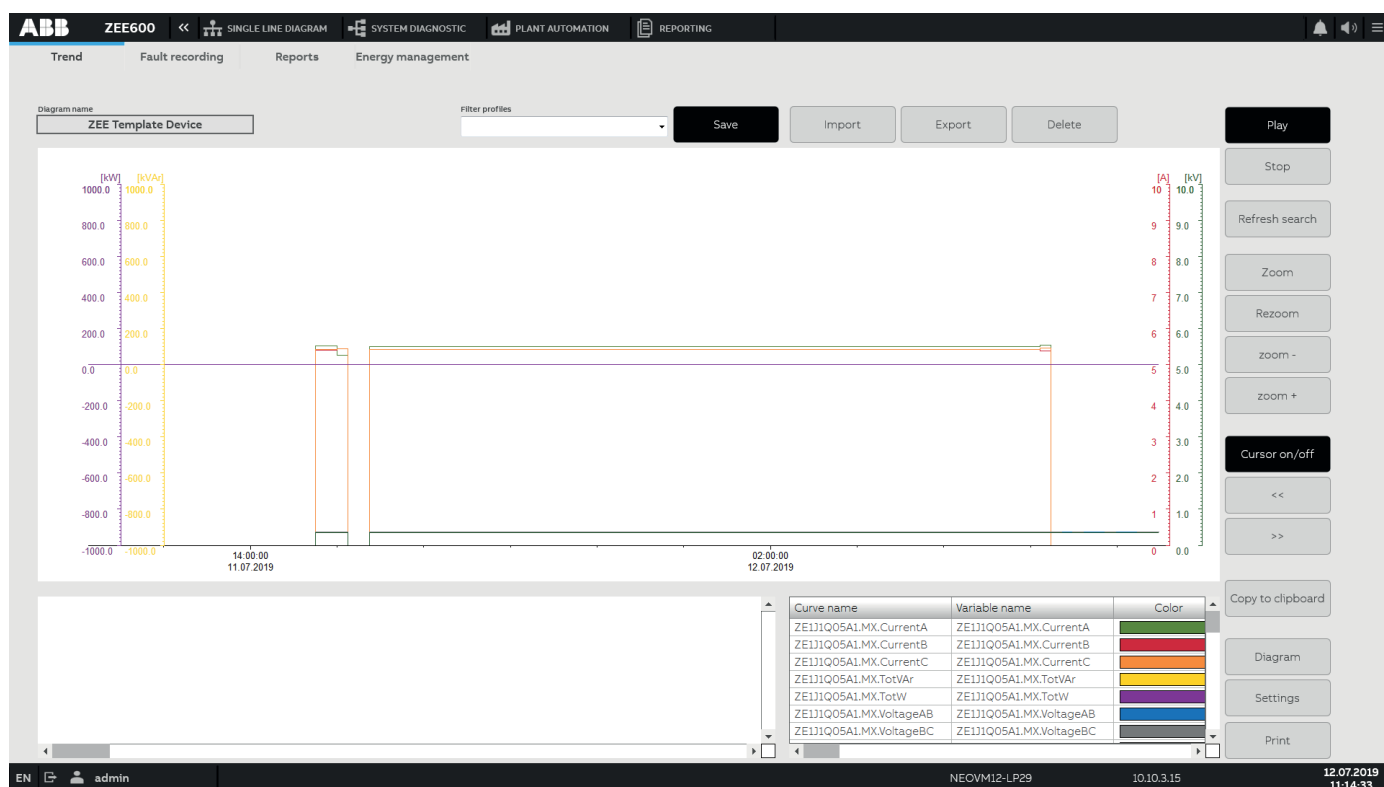 ABB ZEE600 << SINGLE LINE DIAGRAM SYSTEM DIAGNOSTIC PLANT AUTOMATION REPORTING
Trend Fault recording Reports Energy management
Diagram name Filter profiles
ZEE Template Device Save Import Export Delete Play
Stop
[kW] [kVAr] [A] [kV]
1000.0 1000.0 10 10.0
Refresh search
800.0 800.0 9 9.0
600.0 600.0 8 8.0
Zoom
400.0 400.0 7 7.0
Rezoom
200.0 200.0 6 6.0
zoom -
0.0 0.0 5 5.0
zoom +
-200.0 -200.0 4 4.0
-400.0 -400.0 3 3.0
Cursor on/off
-600.0 -600.0 2 2.0
<<
-800.0 -800.0 1 1.0
>>
-1000.0 -1000.0 0 0.0
14:00:00 02:00:00
11.07.2019 12.07.2019
Copy to clipboard
Curve name Variable name Color
ZE1J1Q05A1.MX.CurrentA ZE1J1Q05A1.MX.CurrentA
ZE1J1Q05A1.MX.CurrentB ZE1J1Q05A1.MX.CurrentB
ZE1J1Q05A1.MX.CurrentC ZE1J1Q05A1.MX.CurrentC
Diagram
ZE1J1Q05A1.MX.TotVAr ZE1J1Q05A1.MX.TotVAr
ZE1J1Q05A1.MX.TotW ZE1J1Q05A1.MX.TotW
Settings
ZE1J1Q05A1.MX.VoltageAB ZE1J1Q05A1.MX.VoltageAB
ZE1J1Q05A1.MX.VoltageBC ZE1J1Q05A1.MX.VoltageBC
Print
EN admin NEOVM12-LP29 10.10.3.15 12.07.2019
11:14:33